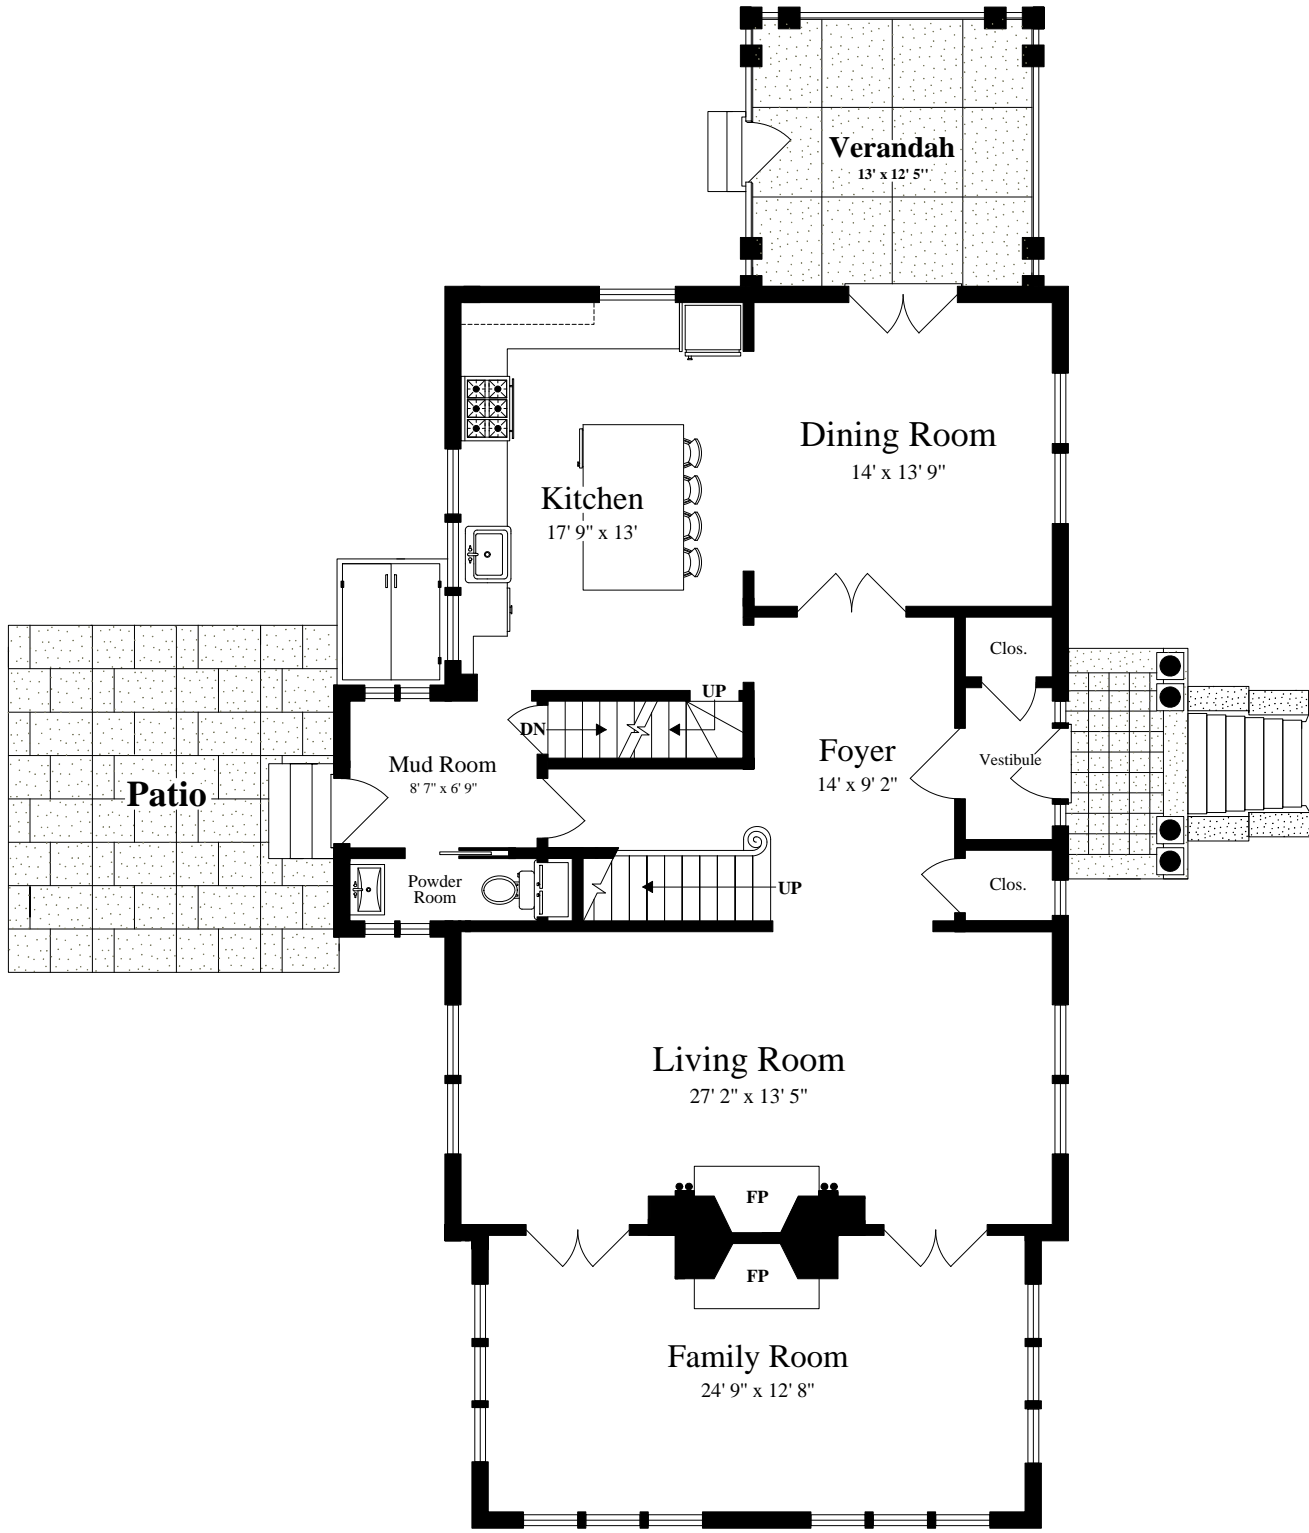 Verandah
13' x 12' 5"
Dining Room
14' x 13' 9"
Kitchen
17' 9" x 13'
Clos.
UP
DN
Foyer
14' x 9' 2"
Vestibule
Mud Room
8' 7" x 6' 9"
Patio
Powder
Room
UP
Clos.
Living Room
27' 2" x 13' 5"
FP
FP
Family Room
24' 9" x 12' 8"